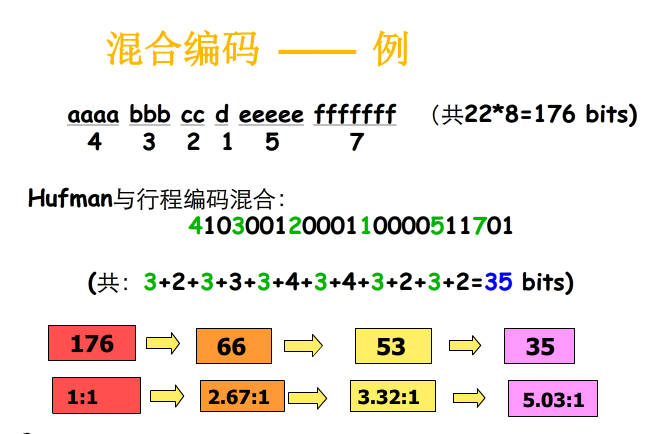 混合编码 —— 例
aaaa bbb cc d eeeee fffffff （共22*8=176 bits)
4 3 2 1 5 7
Hufman与行程编码混合：
41030012000110000511701
(共：3+2+3+3+3+4+3+4+3+2+3+2=35 bits)
176 66 53 35
1:1 2.67:1 3.32:1 5.03:1